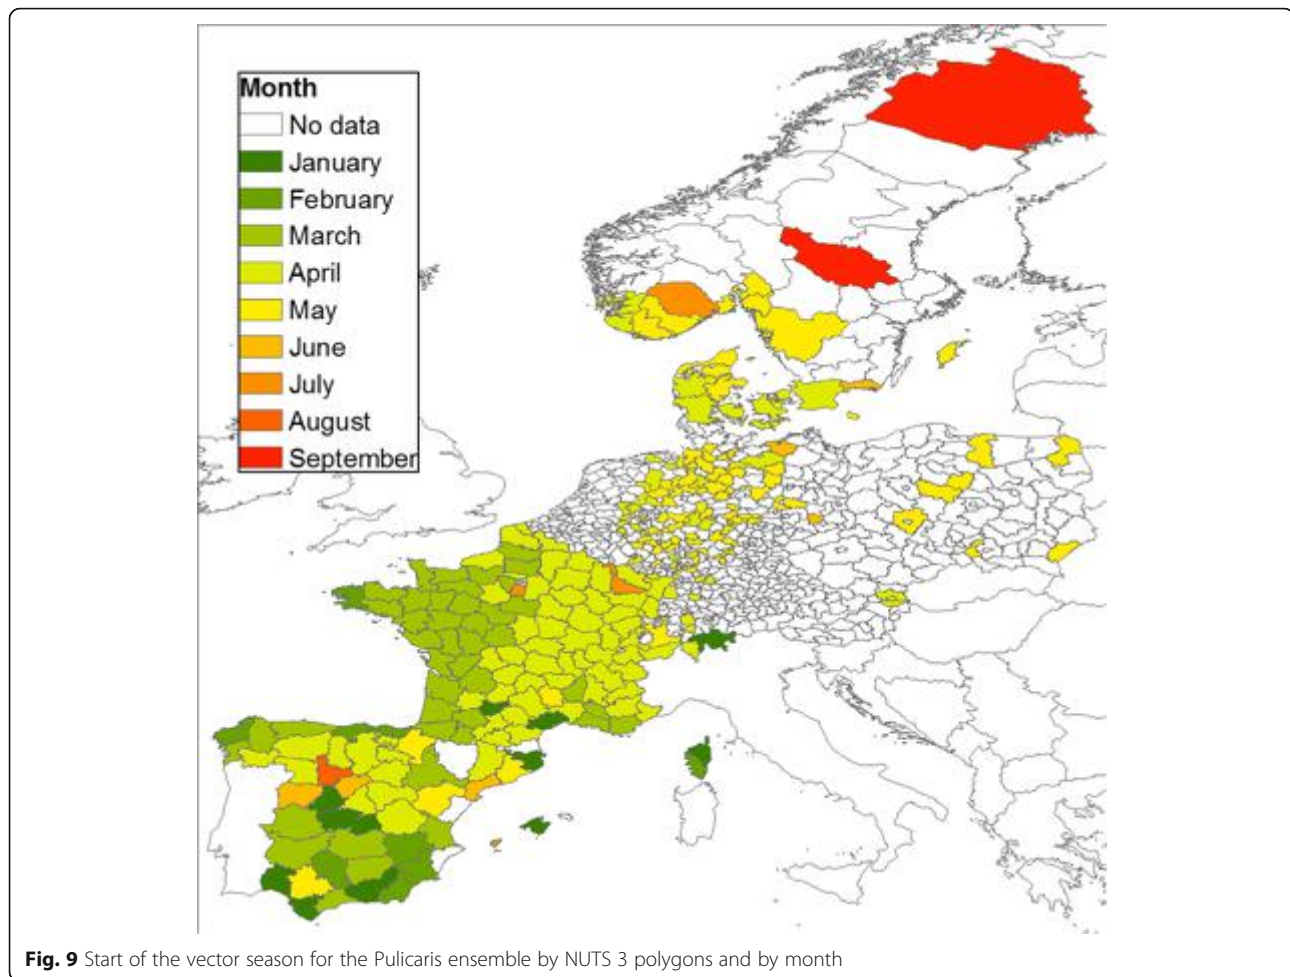 Month
No data
January
February
March
April
May
June
July
August
September
Fig. 9 Start of the vector season for the Pulicaris ensemble by NUTS 3 polygons and by month